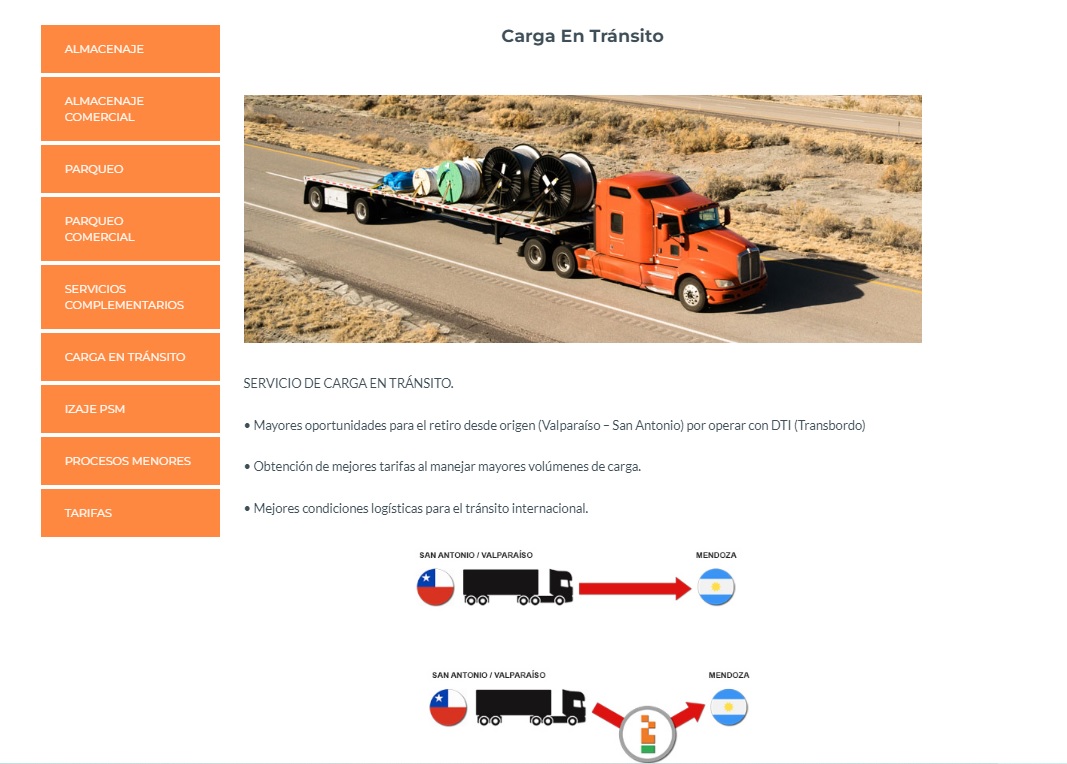 Carga En Tránsito
ALMACENAJE
ALMACENAJE
COMERCIAL
PARQUEO
PARQUEO
COMERCIAL
SERVICIOS
COMPLEMENTARIOS
CARGA EN TRÁNSITO
IZAJE PSM
PROCESOS MENORES
TARIFAS
SERVICIO DE CARGA EN TRÁNSITO.
• Mayores oportunidades para el retiro desde origen (Valparaíso – San Antonio) por operar con DTI (Transbordo)
• Obtención de mejores tarifas al manejar mayores volúmenes de carga.
• Mejores condiciones logísticas para el tránsito internacional.
SAN ANTONIO / VALPARAÍSO MENDOZA
SAN ANTONIO / VALPARAÍSO MENDOZA